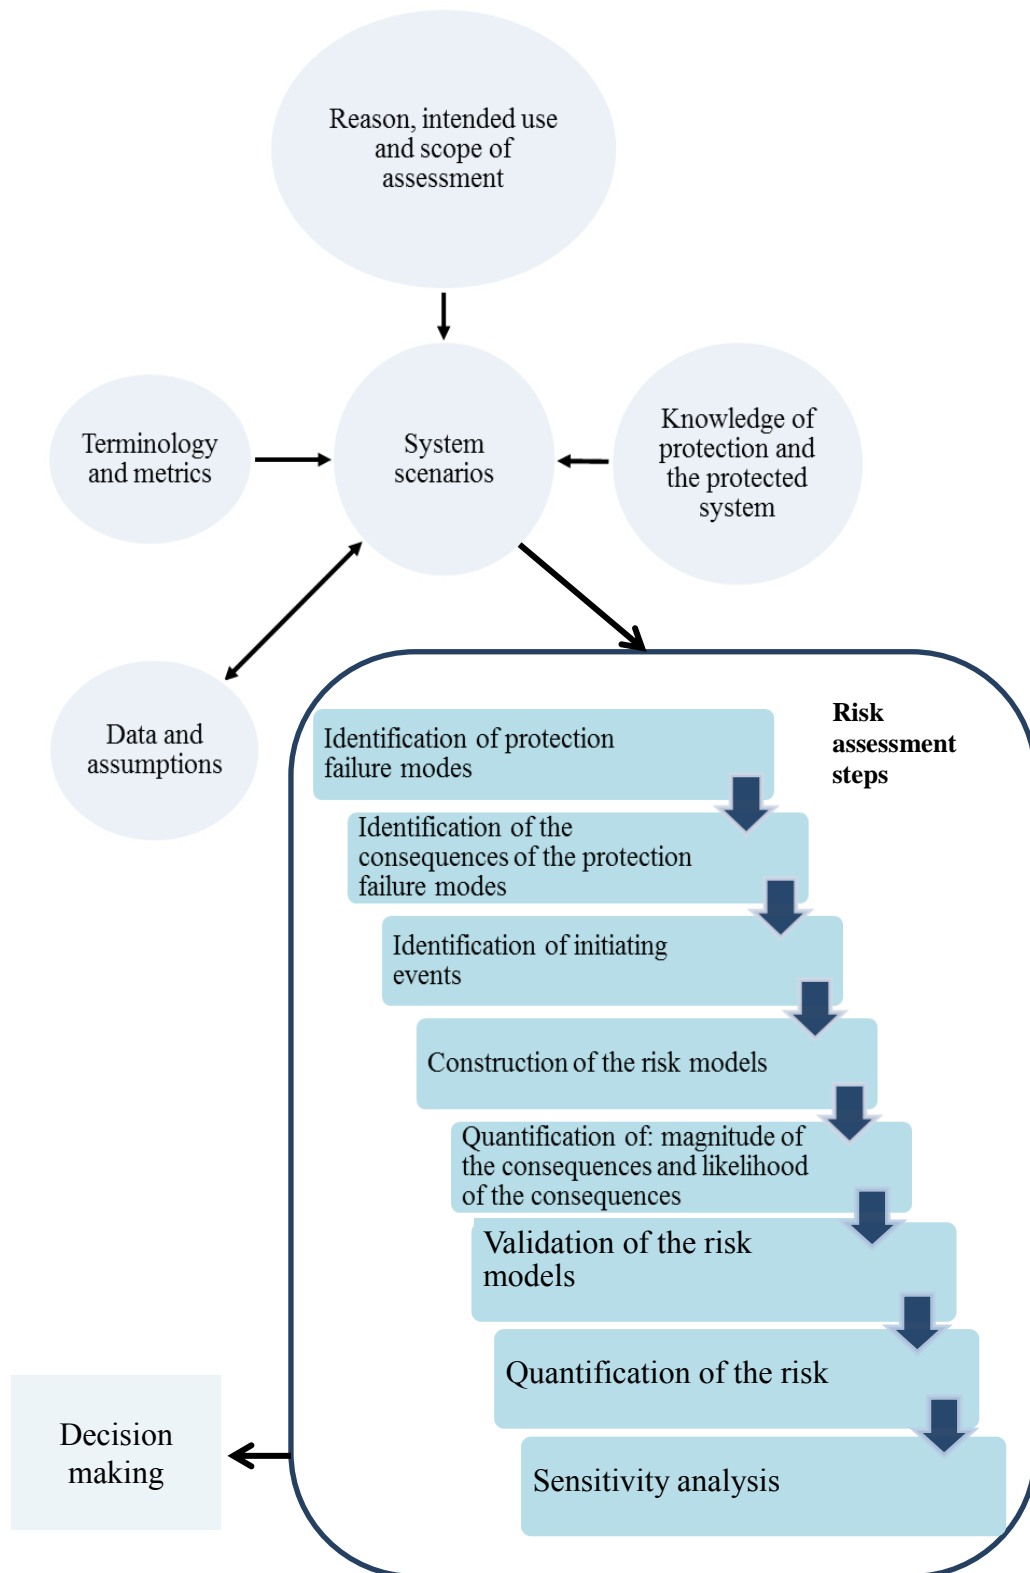 Reason, intended use
and scope of
assessment
Terminology
and metrics
System
scenarios
Knowledge of
protection and
the protected
system
Data and
assumptions
Risk
assessment
steps
Identification of protection
failure modes
Identification of the
consequences of the protection
failure modes
Identification of initiating
events
Construction of the risk models
Quantification of: magnitude of
the consequences and likelihood
of the consequences
Validation of the risk
models
Quantification of the risk
Sensitivity analysis
Decision
making